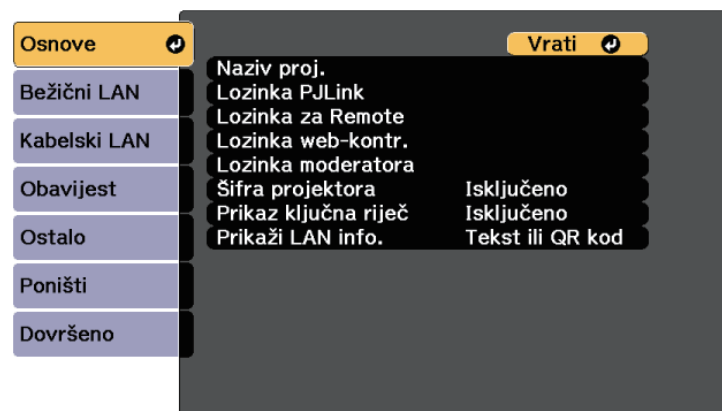 Osnove
Bežični LAN
Kabelski LAN
Obavijest
Ostalo
Poništi
Dovršeno
Vrati
Naziv proj.
Lozinka PJLink
Lozinka za Remote
Lozinka web-kontr.
Lozinka moderatora
Šifra projektora Isključeno
Prikaz ključna riječ Isključeno
Prikaži LAN info. Tekst ili QR kod